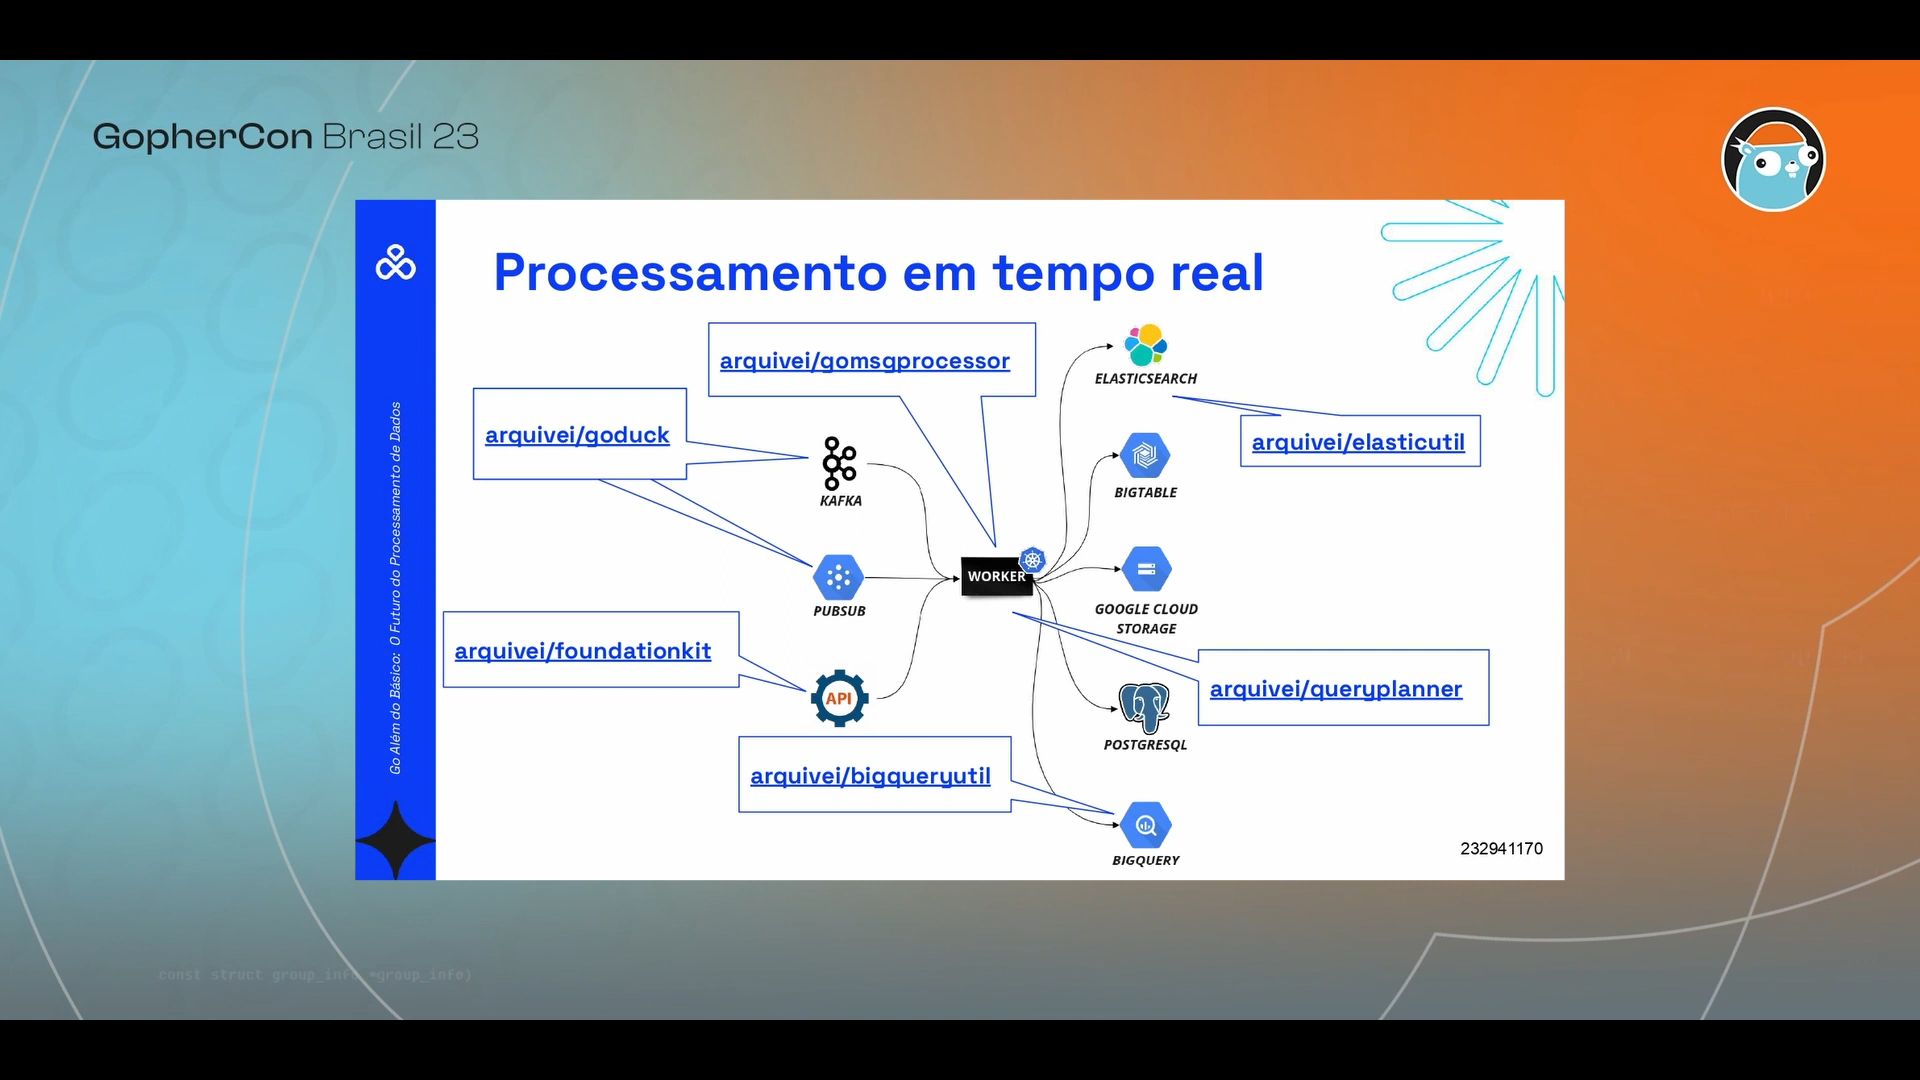 GopherCon Brasil 23
Processamento em tempo real
arquivei/gomsgprocessor
ELASTICSEARCH
arquivei/goduck
arquivei/elasticutil
KAFKA
BIGTABLE
WORKER
PUBSUB
GOOGLE CLOUD
STORAGE
arquivei/foundationkit
API
arquivei/queryplanner
POSTGRESQL
arquivei/bigqueryutil
BIGQUERY
232941170
Go Além do Básico: O Futuro do Processamento de Dados
const struct group_info *group_info)